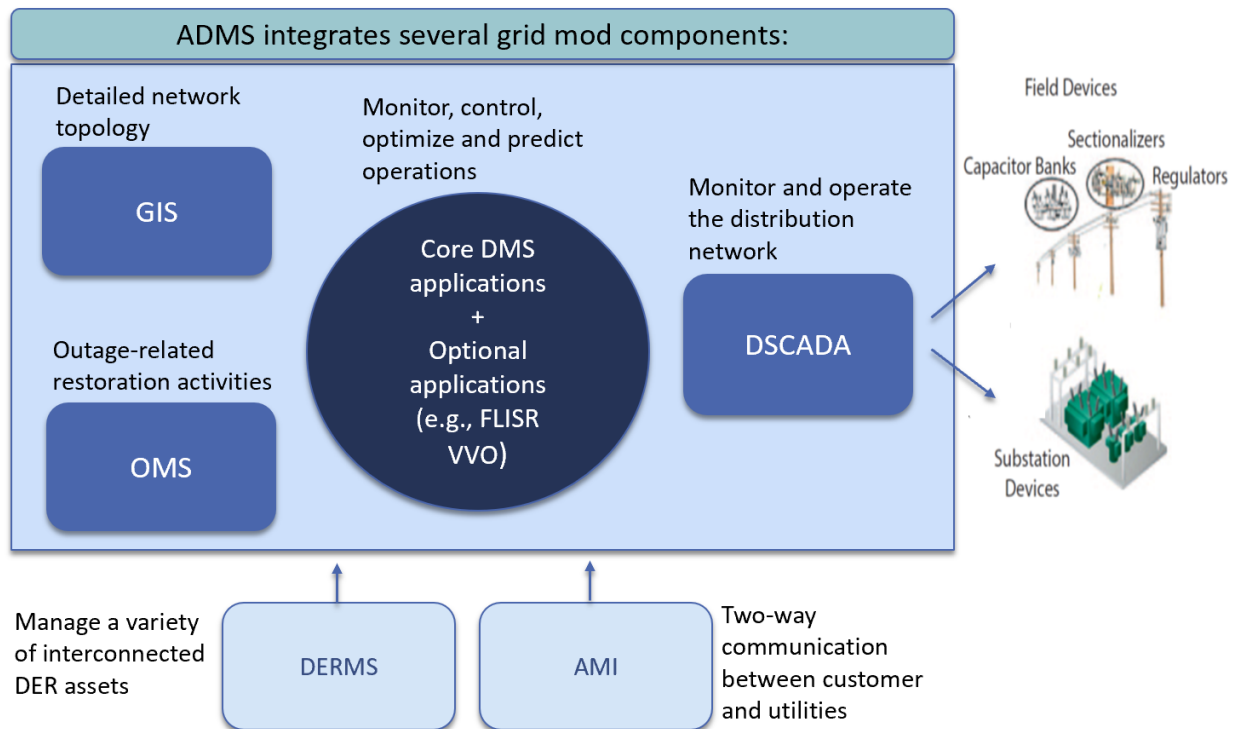 ADMS integrates several grid mod components:
Detailed network
topology
GIS
Monitor, control,
optimize and predict
operations
Core DMS
applications
+
Optional
applications
(e.g., FLISR
VVO)
Monitor and operate
the distribution
network
DSCADA
Outage-related
restoration activities
OMS
Field Devices
Sectionalizers
Capacitor Banks
Regulators
Substation
Devices
Manage a variety
of interconnected
DER assets
DERMS
AMI
Two-way
communication
between customer
and utilities